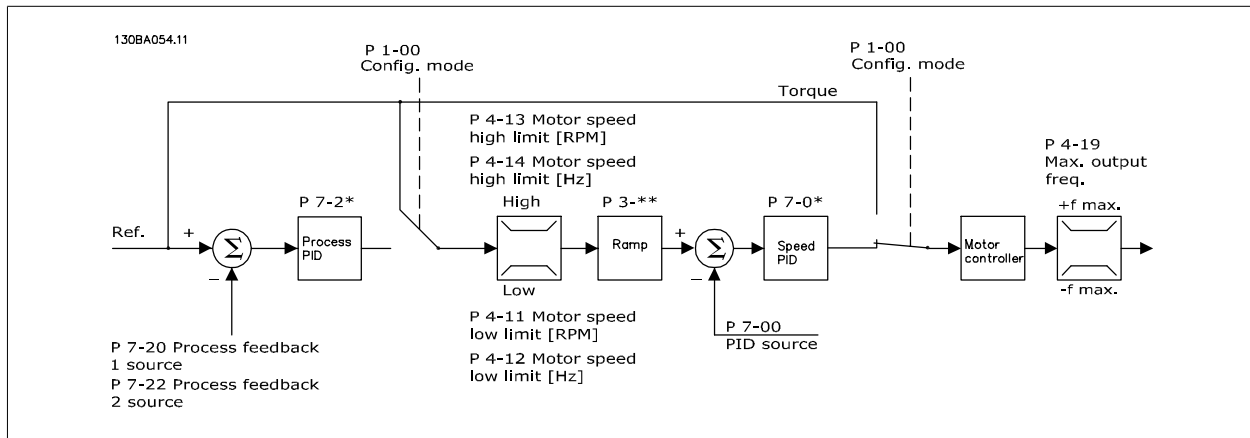 130BA054.11
P 1-00
Config. mode
P 1-00
Config. mode
Torque
P 4-13 Motor speed
high limit [RPM]
P 4-14 Motor speed
high limit [Hz]
P 4-19
Max. output
freq.
P 7-2*
High
P 3-**
P 7-0*
+f max.
Ref.
+
Σ
Process
PID
Ramp
+
Σ
Speed
PID
Motor
controller
−
Low
−
-f max.
P 4-11 Motor speed
low limit [RPM]
P 4-12 Motor speed
low limit [Hz]
P 7-00
PID source
P 7-20 Process feedback
1 source
P 7-22 Process feedback
2 source